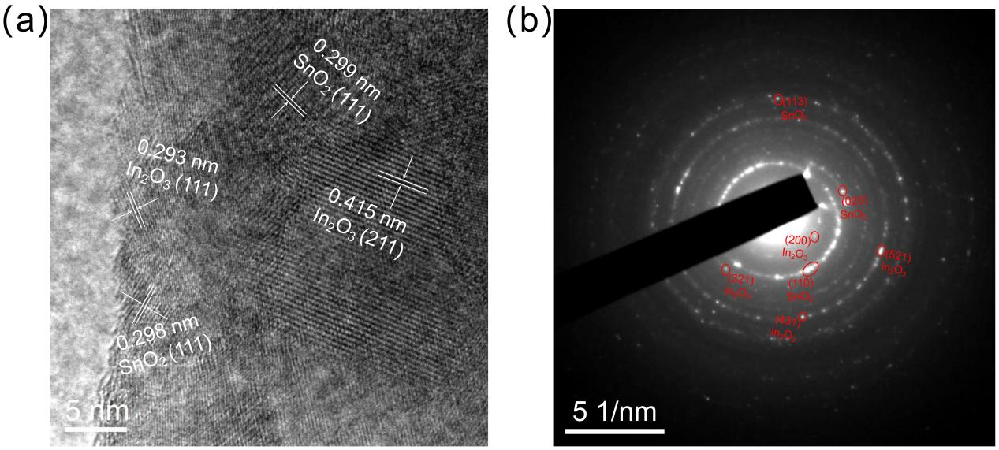 (a)
0.299 nm
SnO₂ (111)
0.293 nm
In₂O₃ (111)
0.415 nm
In₂O₃ (211)
0.298 nm
SnO₂ (111)
5 nm
(b)
(113)
SnO₂
(020)
SnO₂
(200)
In₂O₃
(521)
In₂O₃
(321)
In₂O₃
(110)
SnO₂
(431)
In₂O₃
5 1/nm